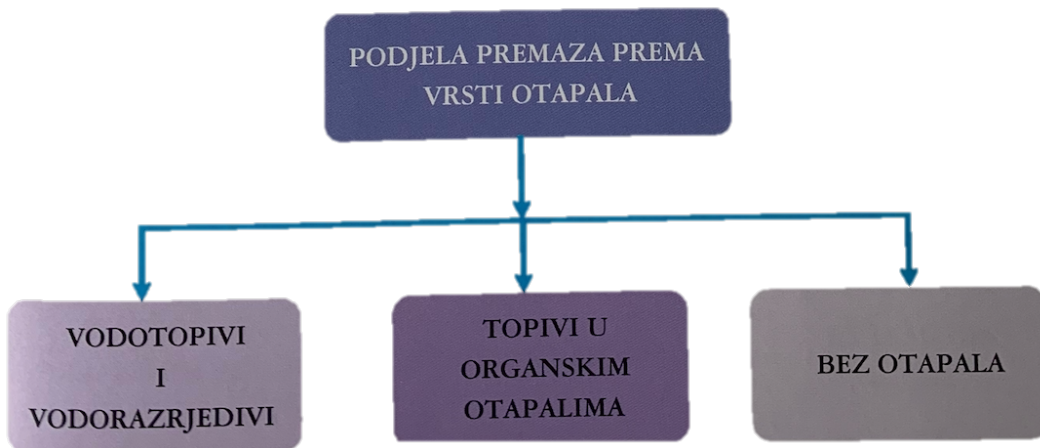 PODJELA PREMAZA PREMA
VRSTI OTAPALA
VODOTOPIVI
I
VODORAZRJEDIVI
TOPIVI U
ORGANSKIM
OTAPALIMA
BEZ OTAPALA